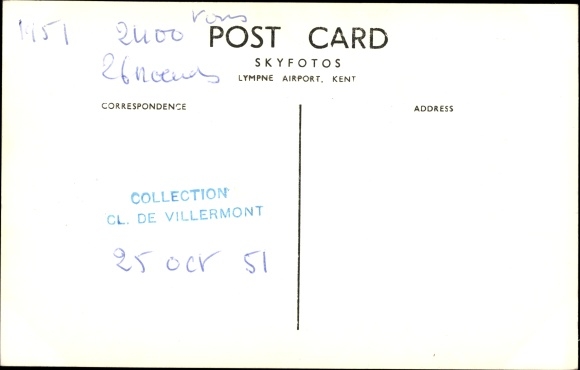 1951 2400 Tons
POST CARD
26 noeuds
SKYFOTOS
LYMPNE AIRPORT, KENT
CORRESPONDENCE
ADDRESS
COLLECTION
CL. DE VILLERMONT
25 OCT 51